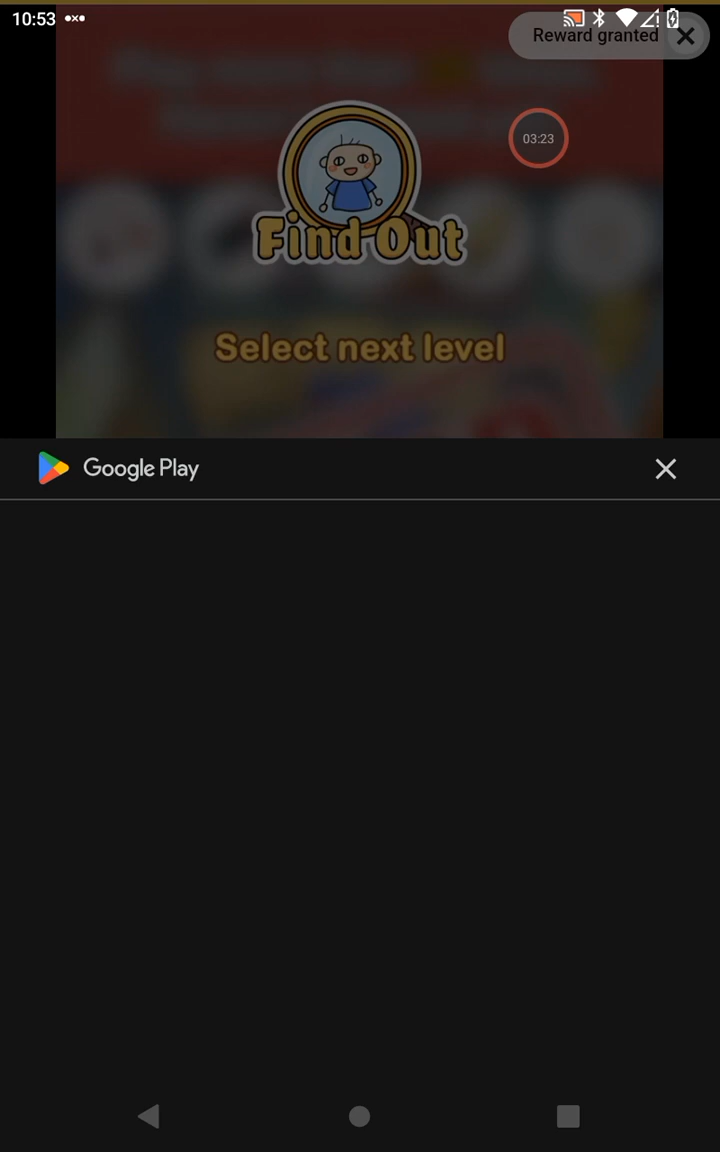 10:53
Reward granted
03:23
Find Out
Select next level
Google Play